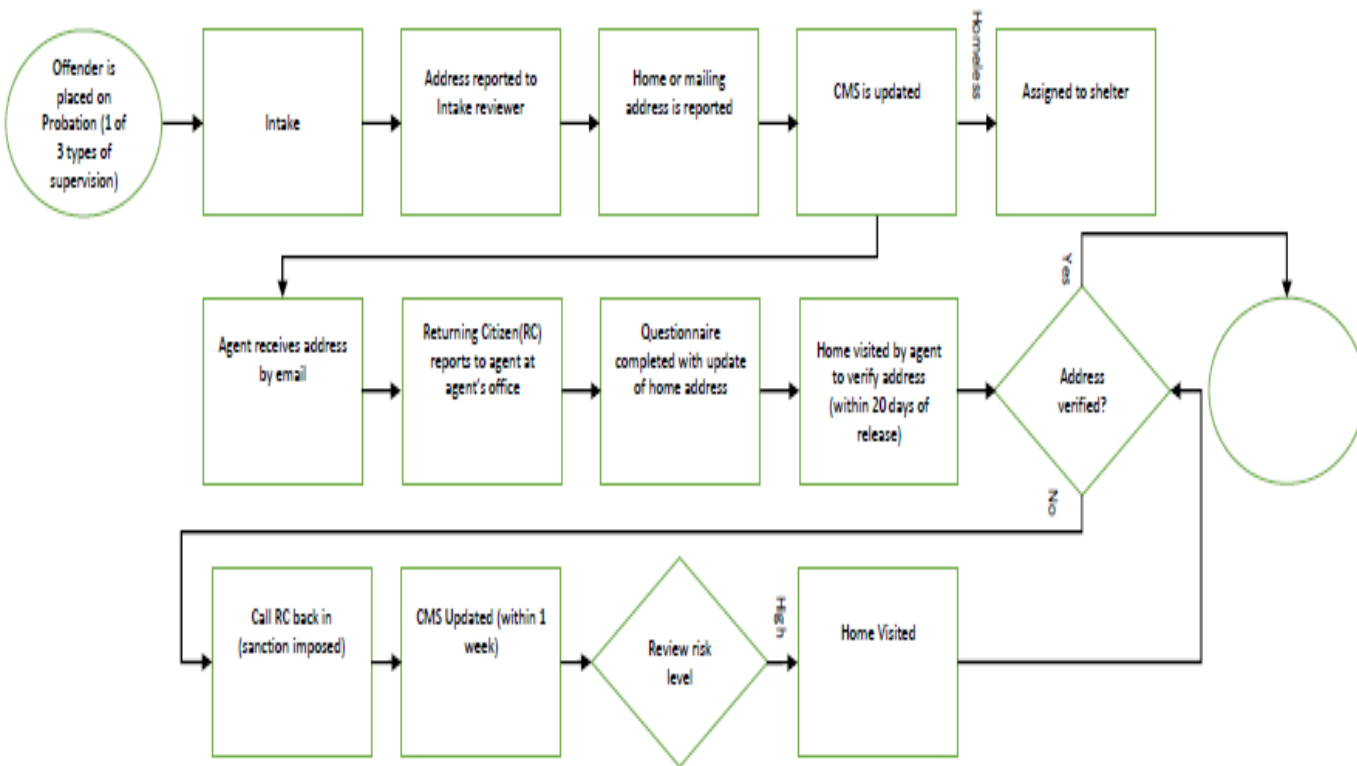 Offender is
placed on
Probation (1 of
3 types of
supervision)
Intake
Address reported to
Intake reviewer
Home or mailing
address is reported
CMS is updated
Homeless
Assigned to shelter
Agent receives address
by email
Returning Citizen(RC)
reports to agent at
agent's office
Questionnaire
completed with update
of home address
Home visited by agent
to verify address
(within 20 days of
release)
Address
verified?
Yes
No
Call RC back in
(sanction imposed)
CMS Updated (within 1
week)
Review risk
level
High
Home Visited